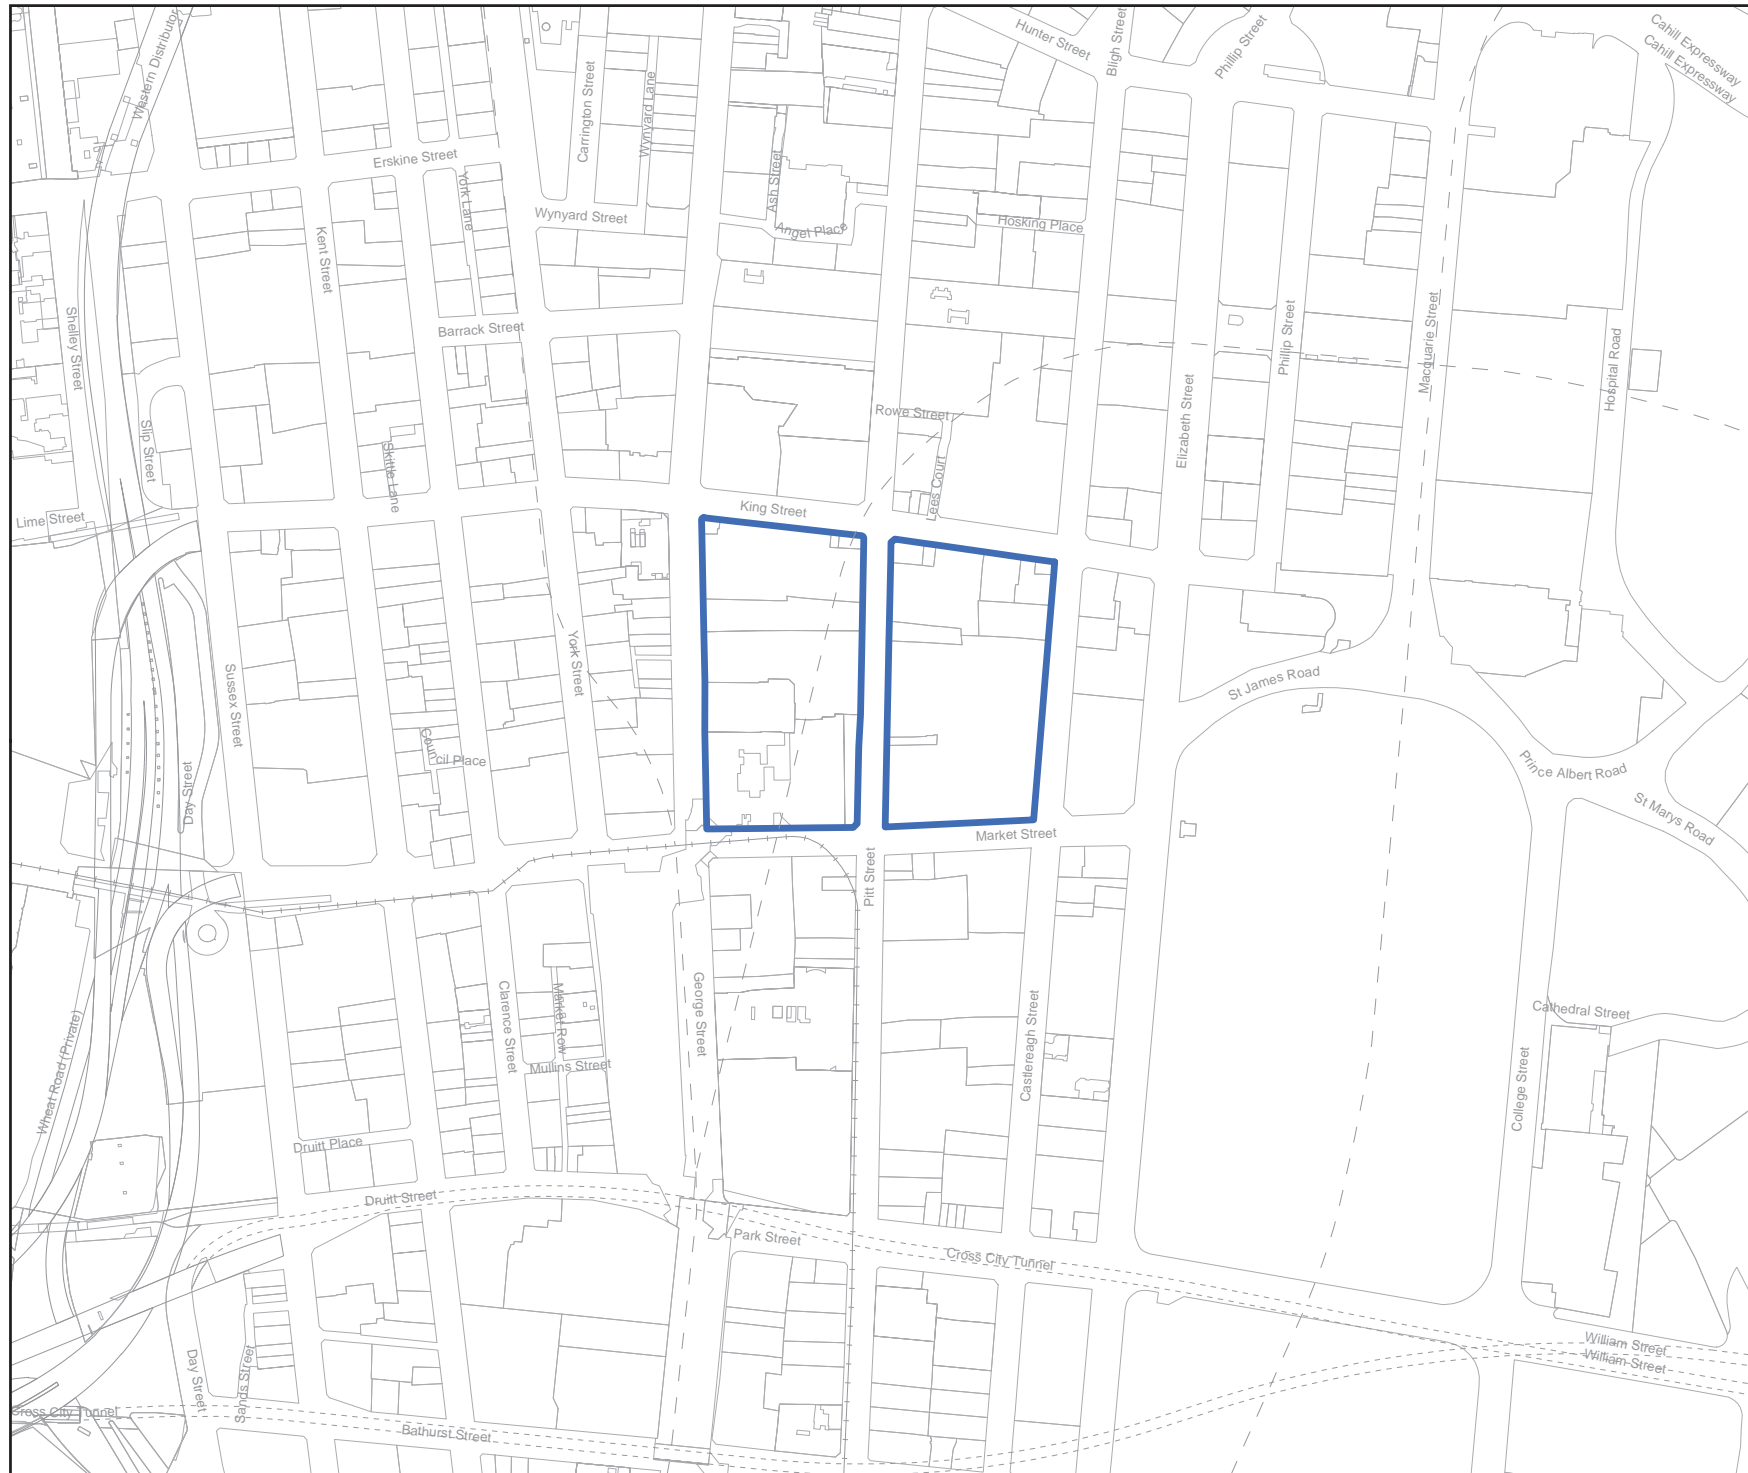 Cahill Expressway
Cahill Expressway
Western Distributor
Hunter Street
Bligh Street
Phillip Street
Carrington Street
Wynyard Lane
Erskine Street
Ash Street
York Lane
Wynyard Street
Angel Place
Hosking Place
Kent Street
Shelley Street
Barrack Street
Phillip Street
Macquarie Street
Hospital Road
Elizabeth Street
Rowe Street
Slip Street
Skittle Lane
ees Court
King Street
Lime Street
York Street
Sussex Street
St James Road
Council Place
Day Street
Prince Albert Road
St Marys Road
Market Street
Pitt Street
Clarence Street
Market Row
George Street
Castlereagh Street
Cathedral Street
College Street
Wheat Road (Private)
Mullins Street
Druitt Place
Druitt Street
Park Street
Cross City Tunnel
William Street
William Street
Day Street
Sands Street
Cross City Tunnel
Bathurst Street